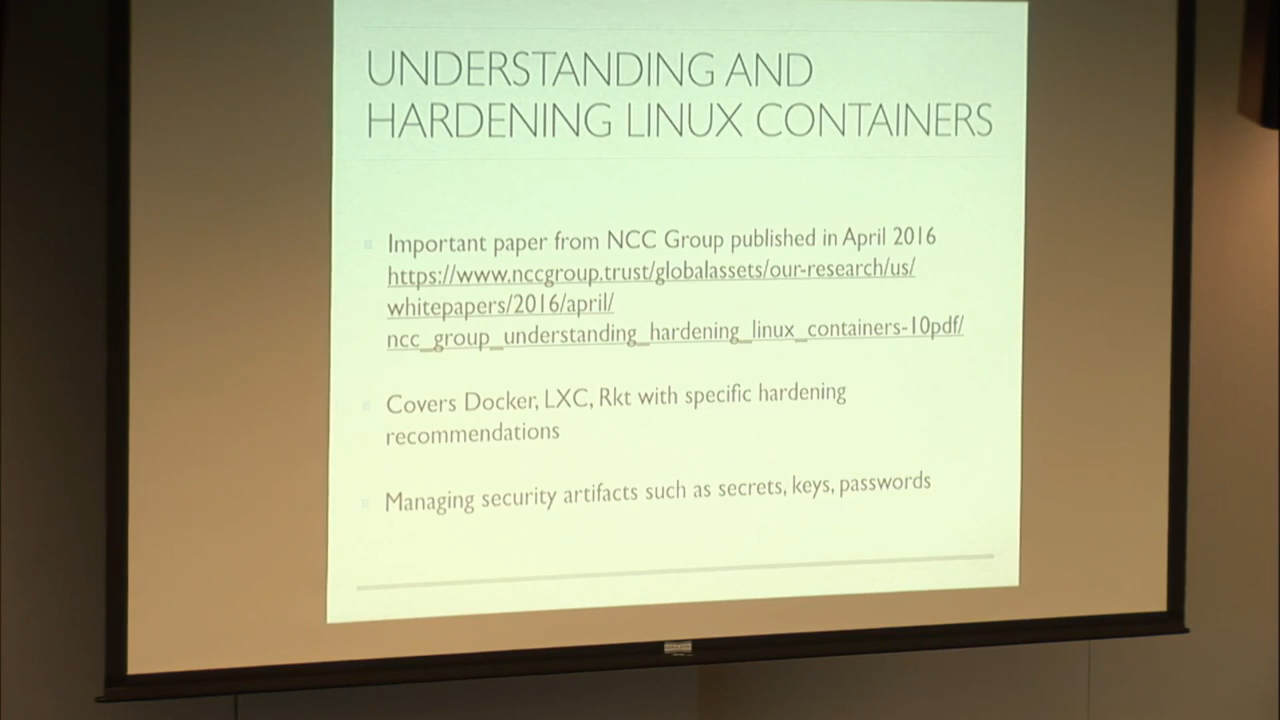 UNDERSTANDING AND
HARDENING LINUX CONTAINERS
Important paper from NCC Group published in April 2016
https://www.nccgroup.trust/globalassets/our-research/us/
whitepapers/2016/april/
ncc_group_understanding_hardening_linux_containers-10pdf/
Covers Docker, LXC, Rkt with specific hardening
recommendations
Managing security artifacts such as secrets, keys, passwords